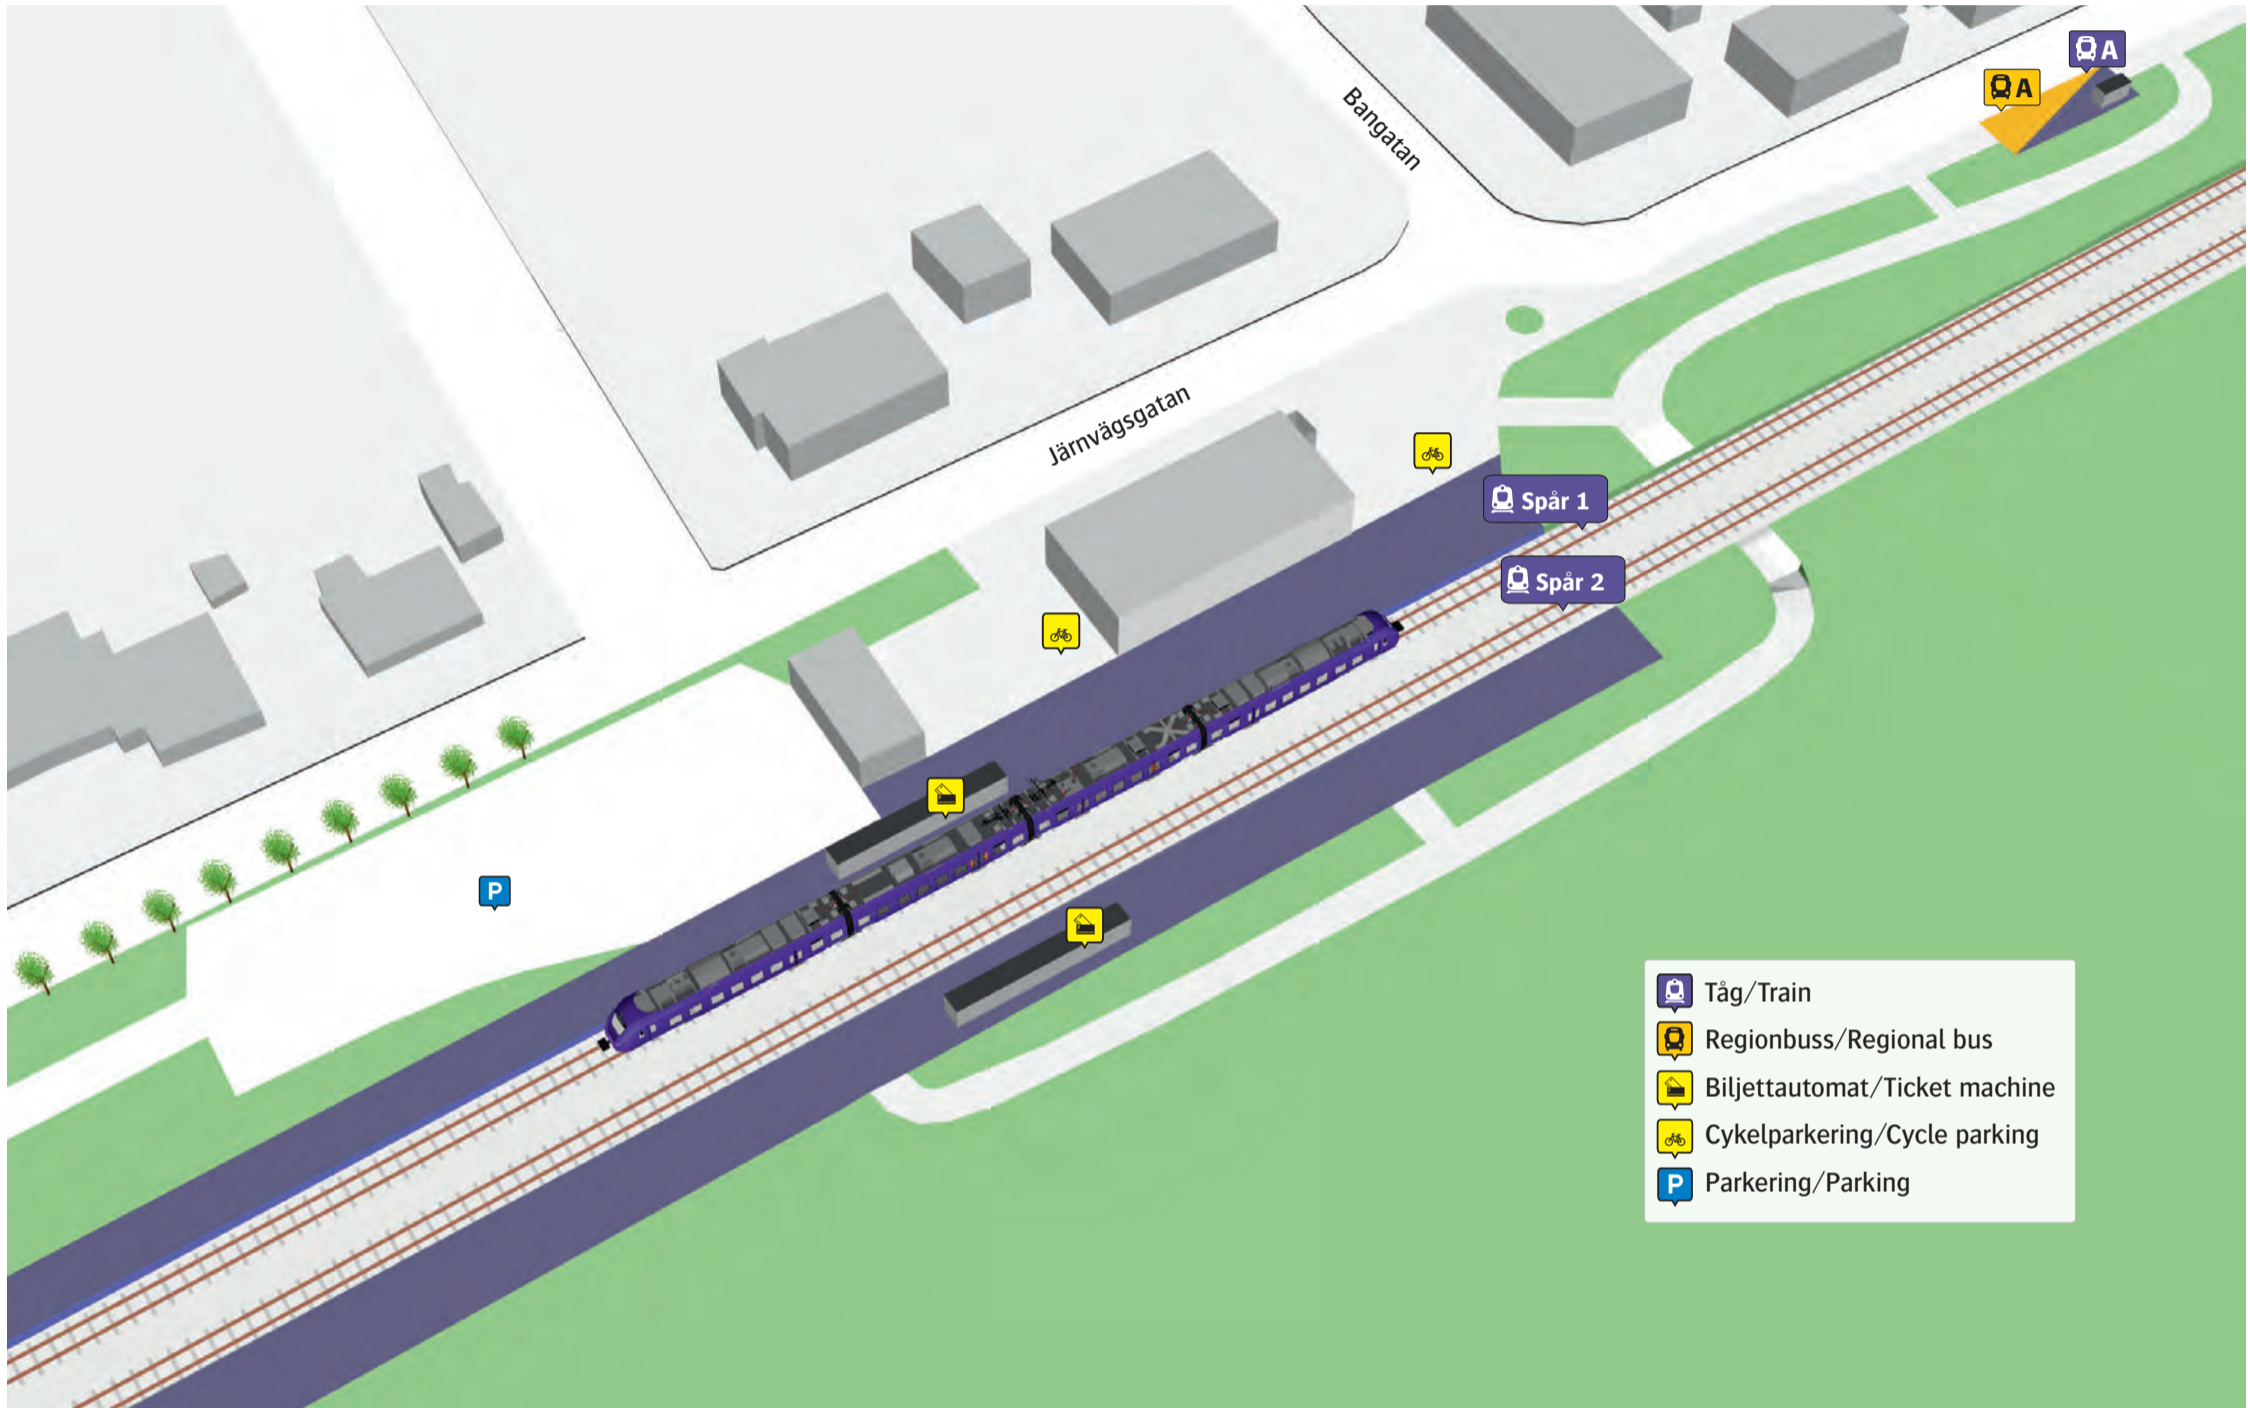 A
A
Bangatan
Järnvägsgatan
Spår 1
Spår 2
P
Tåg/Train
Regionbuss/Regional bus
Biljettautomat/Ticket machine
Cykelparkering/Cycle parking
P Parkering/Parking